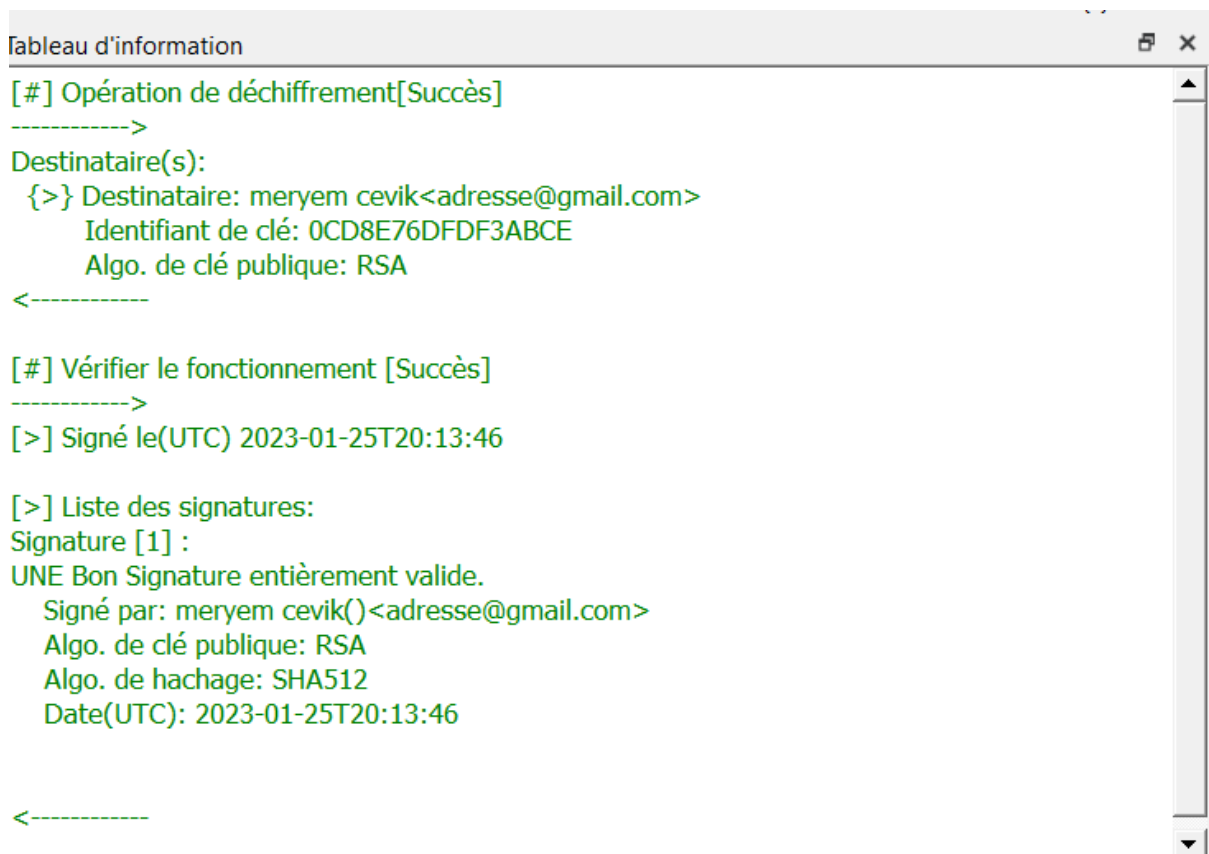 Tableau d'information
[#] Opération de déchiffrement[Succès]
------------>
Destinataire(s):
{>} Destinataire: meryem cevik<adresse@gmail.com>
Identifiant de clé: 0CD8E76DFDF3ABCE
Algo. de clé publique: RSA
<------------
[#] Vérifier le fonctionnement [Succès]
------------>
[>] Signé le(UTC) 2023-01-25T20:13:46
[>] Liste des signatures:
Signature [1] :
UNE Bon Signature entièrement valide.
Signé par: meryem cevik()<adresse@gmail.com>
Algo. de clé publique: RSA
Algo. de hachage: SHA512
Date(UTC): 2023-01-25T20:13:46
<------------